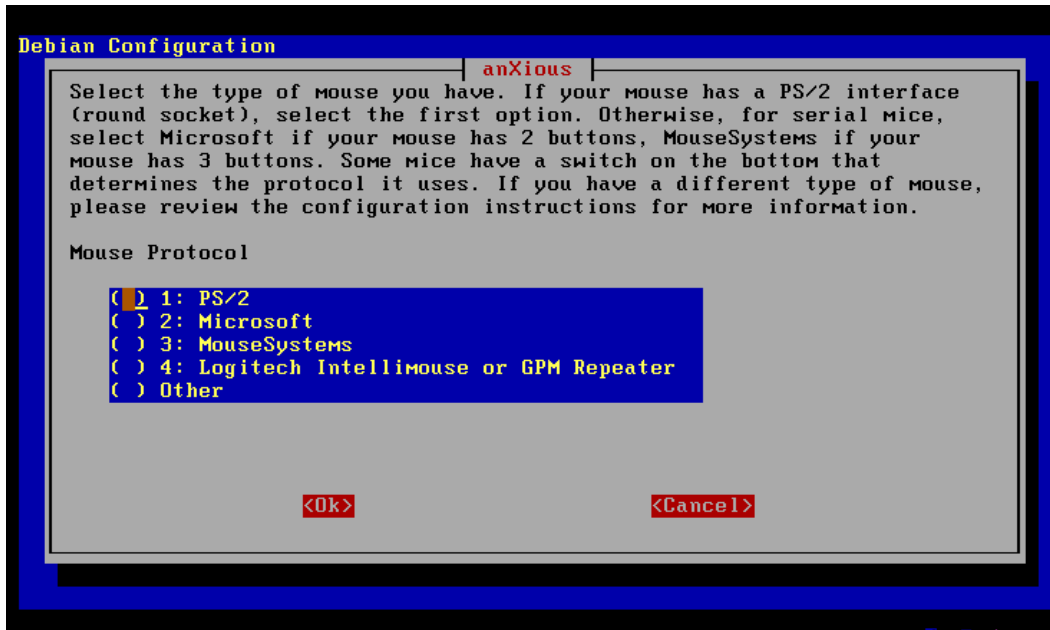 Debian Configuration
anXious
Select the type of mouse you have. If your mouse has a PS/2 interface
(round socket), select the first option. Otherwise, for serial mice,
select Microsoft if your mouse has 2 buttons, MouseSystems if your
mouse has 3 buttons. Some mice have a switch on the bottom that
determines the protocol it uses. If you have a different type of mouse,
please review the configuration instructions for more information.
Mouse Protocol
( ) 1: PS/2
( ) 2: Microsoft
( ) 3: MouseSystems
( ) 4: Logitech Intellimouse or GPM Repeater
( ) Other
<Ok> <Cancel>